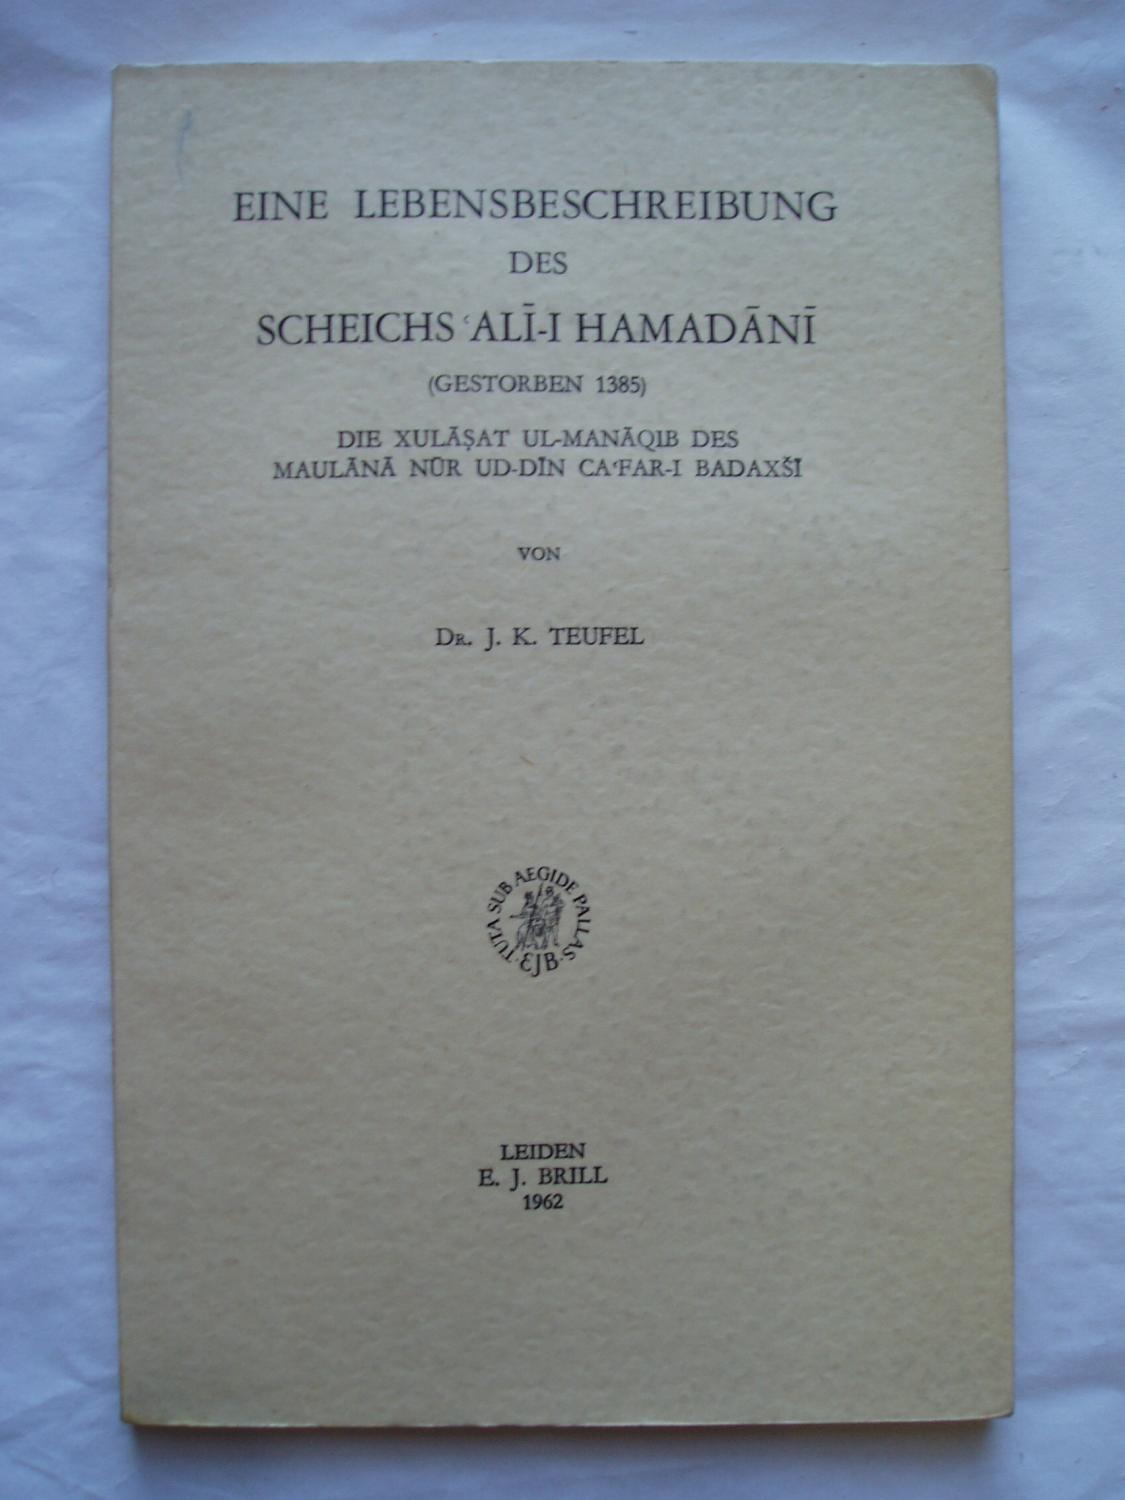 EINE LEBENSBESCHREIBUNG
DES
SCHEICHS ʿALĪ-I HAMADĀNĪ
(GESTORBEN 1385)
DIE XULĀṢAT UL-MANĀQIB DES
MAULĀNĀ NŪR UD-DĪN CAʿFAR-I BADAXŠĪ
VON
DR. J. K. TEUFEL
TUTA SUB AEGIDE PALLAS · EJB ·
LEIDEN
E. J. BRILL
1962